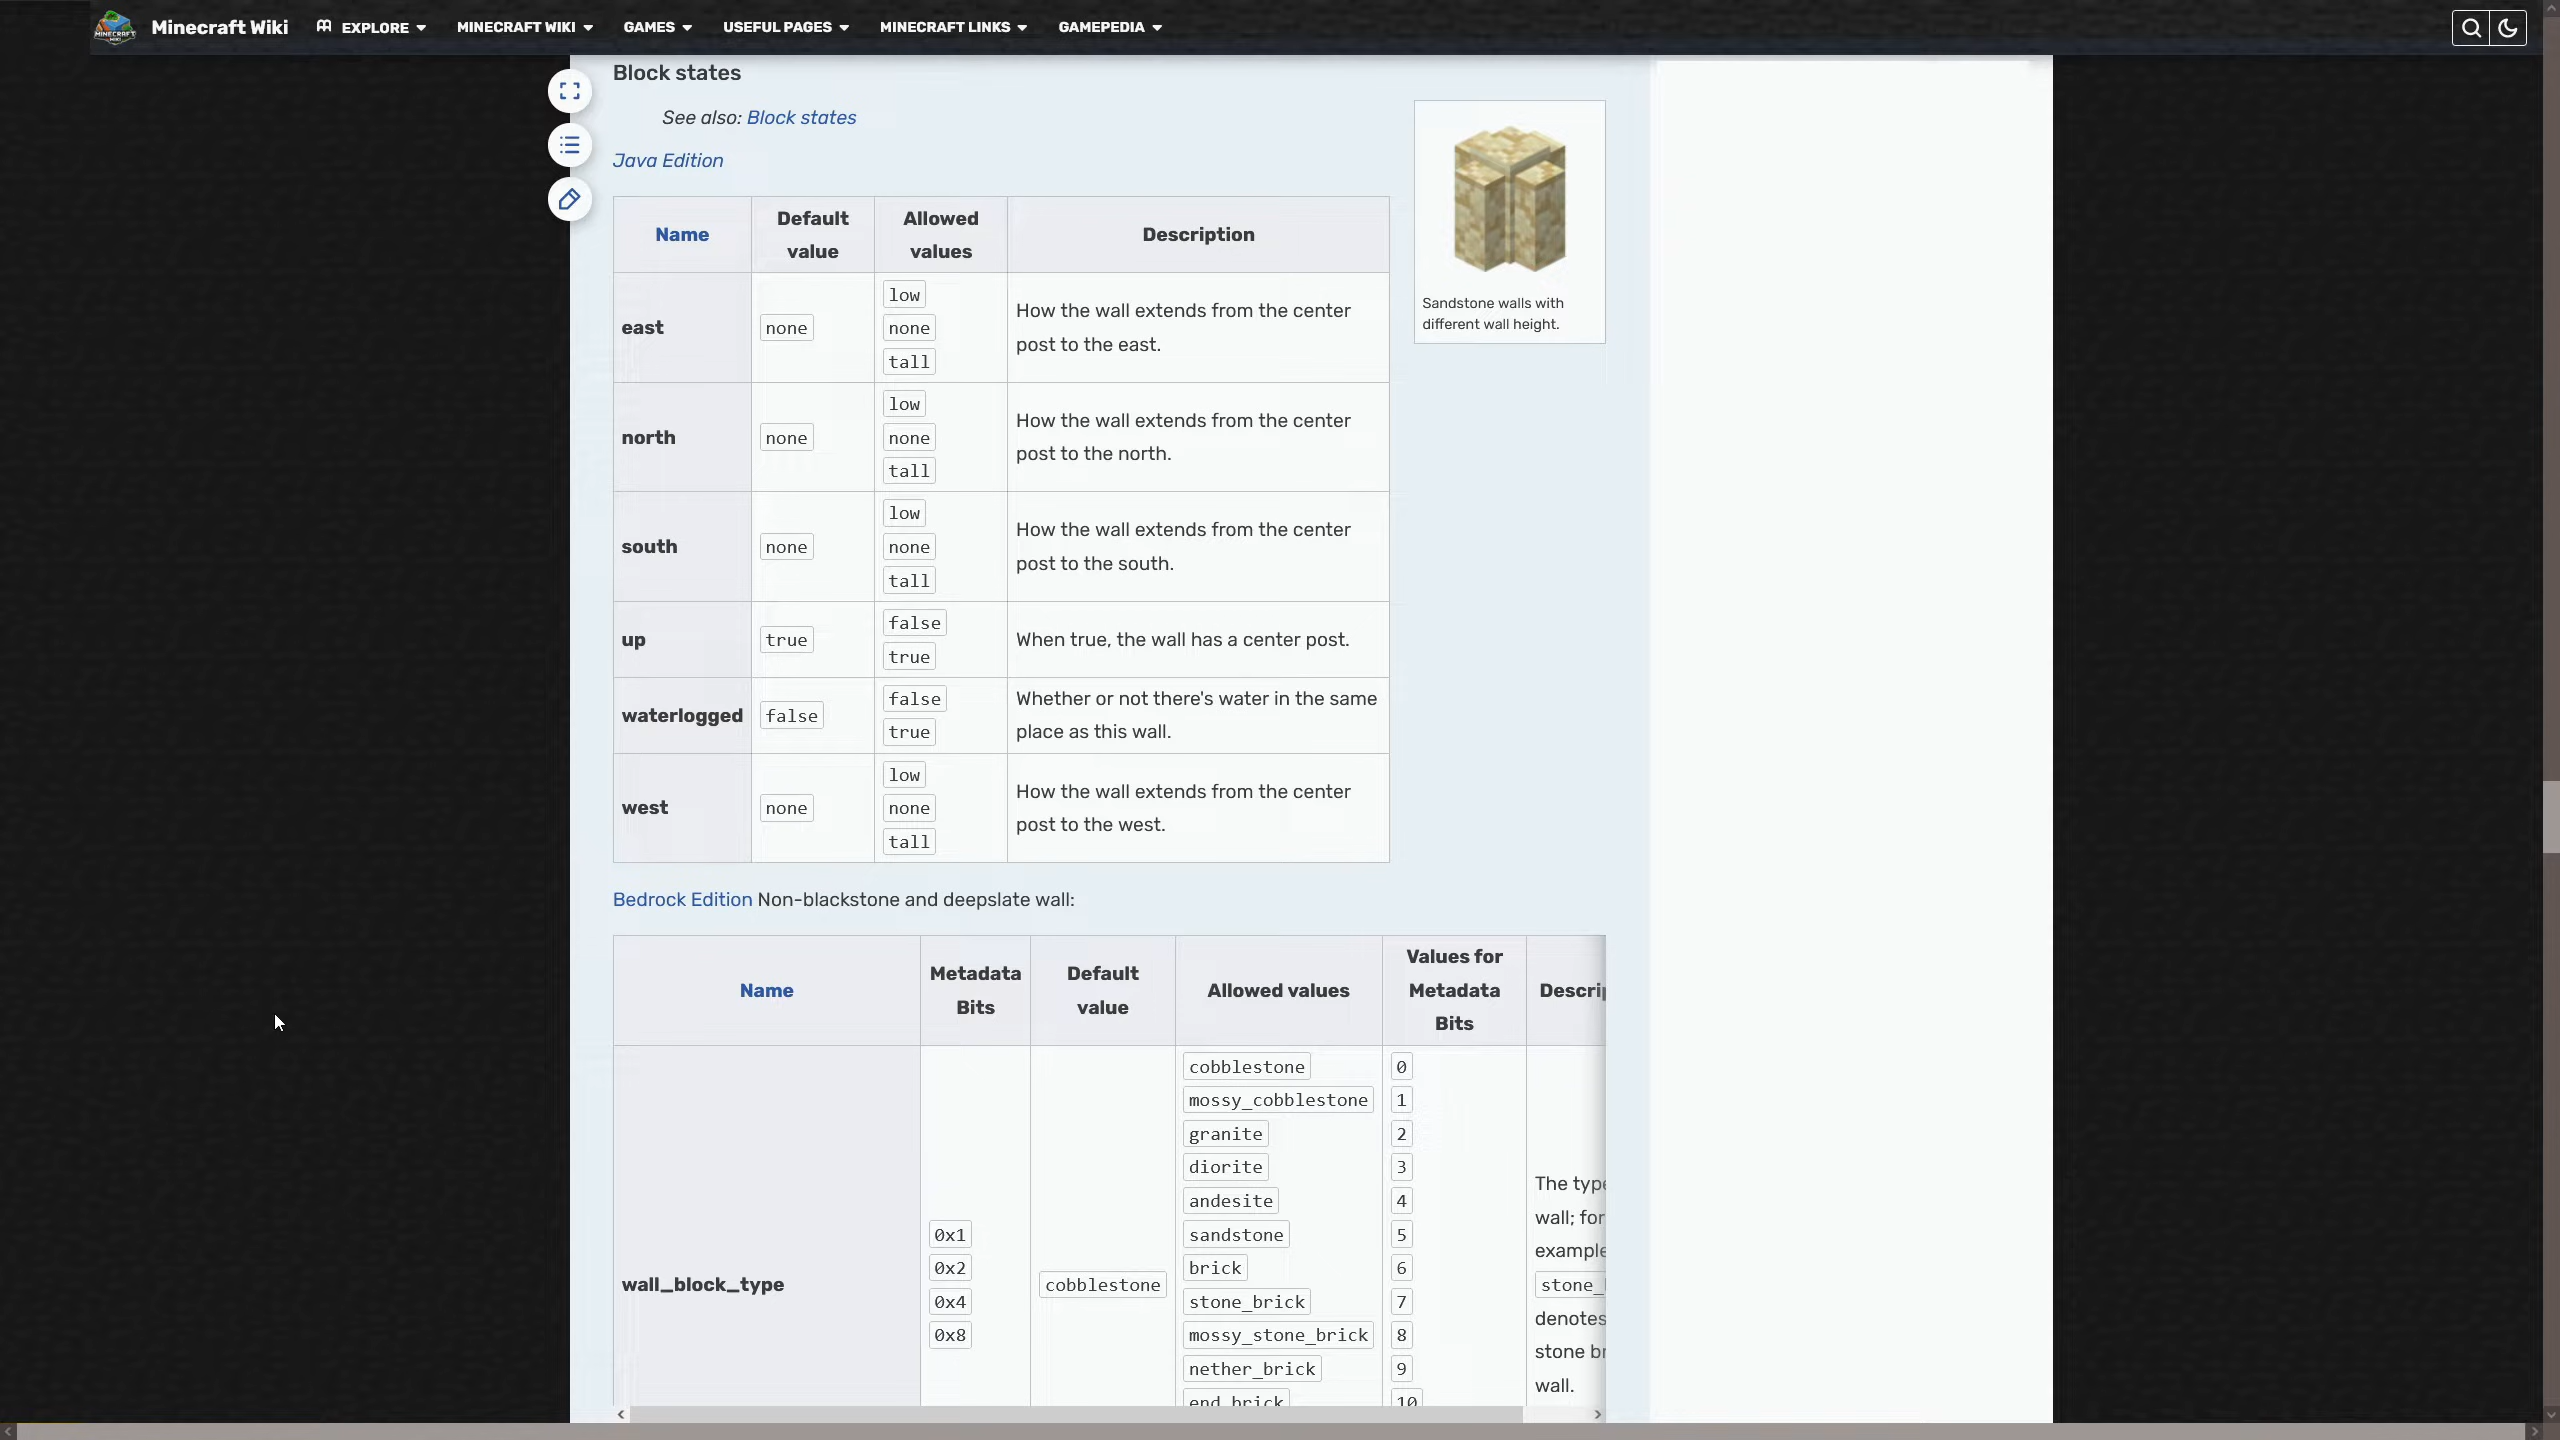 Minecraft Wiki EXPLORE MINECRAFT WIKI GAMES USEFUL PAGES MINECRAFT LINKS GAMEPEDIA
Block states
See also: Block states
Java Edition
Name Default value Allowed values Description
east none low none tall How the wall extends from the center post to the east.
north none low none tall How the wall extends from the center post to the north.
south none low none tall How the wall extends from the center post to the south.
up true false true When true, the wall has a center post.
waterlogged false false true Whether or not there's water in the same place as this wall.
west none low none tall How the wall extends from the center post to the west.
Sandstone walls with
different wall height.
Bedrock Edition Non-blackstone and deepslate wall:
Name Metadata Bits Default value Allowed values Values for Metadata Bits Descrip
wall_block_type
0x1
0x2
0x4
0x8
cobblestone
cobblestone 0
mossy_cobblestone 1
granite 2
diorite 3
andesite 4
sandstone 5
brick 6
stone_brick 7
mossy_stone_brick 8
nether_brick 9
end_brick 10
The type
wall; for
example
stone_
denotes
stone br
wall.